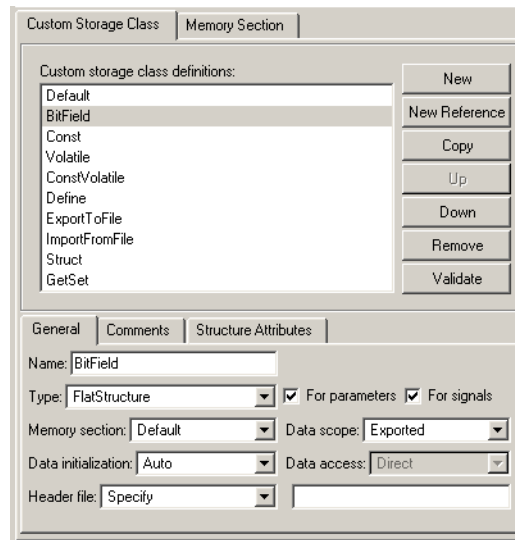 Custom Storage Class Memory Section
Custom storage class definitions:
Default
BitField
Const
Volatile
ConstVolatile
Define
ExportToFile
ImportFromFile
Struct
GetSet
New
New Reference
Copy
Up
Down
Remove
Validate
General Comments Structure Attributes
Name: BitField
Type: FlatStructure For parameters For signals
Memory section: Default Data scope: Exported
Data initialization: Auto Data access: Direct
Header file: Specify